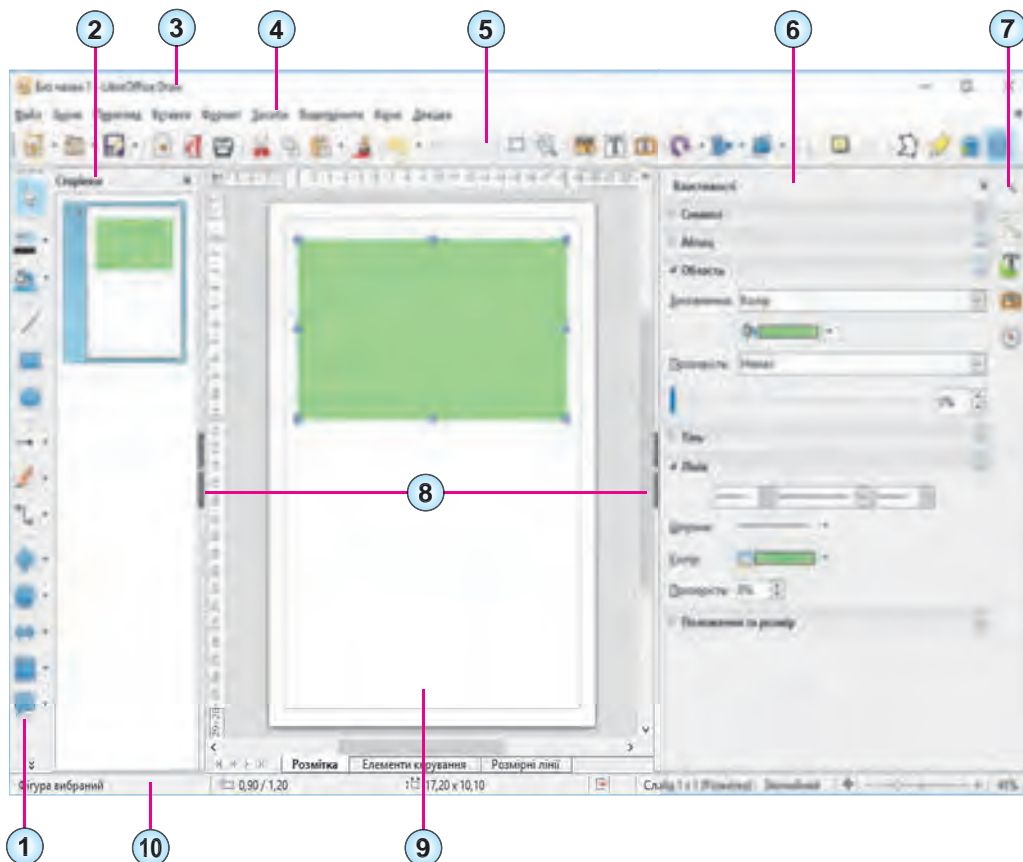 2 3 4 5 6 7
Без назви 1 - LibreOffice Draw
Файл Зміни Перегляд Вставка Формат Засоби Вікно Довідка
Сторінки
Властивості
Символ
Абзац
Область
Заповнення: Колір
Прозорість: Немає
0%
Тінь
Лінія
8
Ширина:
Колір:
Прозорість: 0%
Положення та розмір
Розмітка Елементи керування Розмірні лінії
Фігура вибраний 0,90 / 1,20 17,20 x 10,10 Слайд 1 з 1 (Розмітка) Звичайний 41%
1 10 9